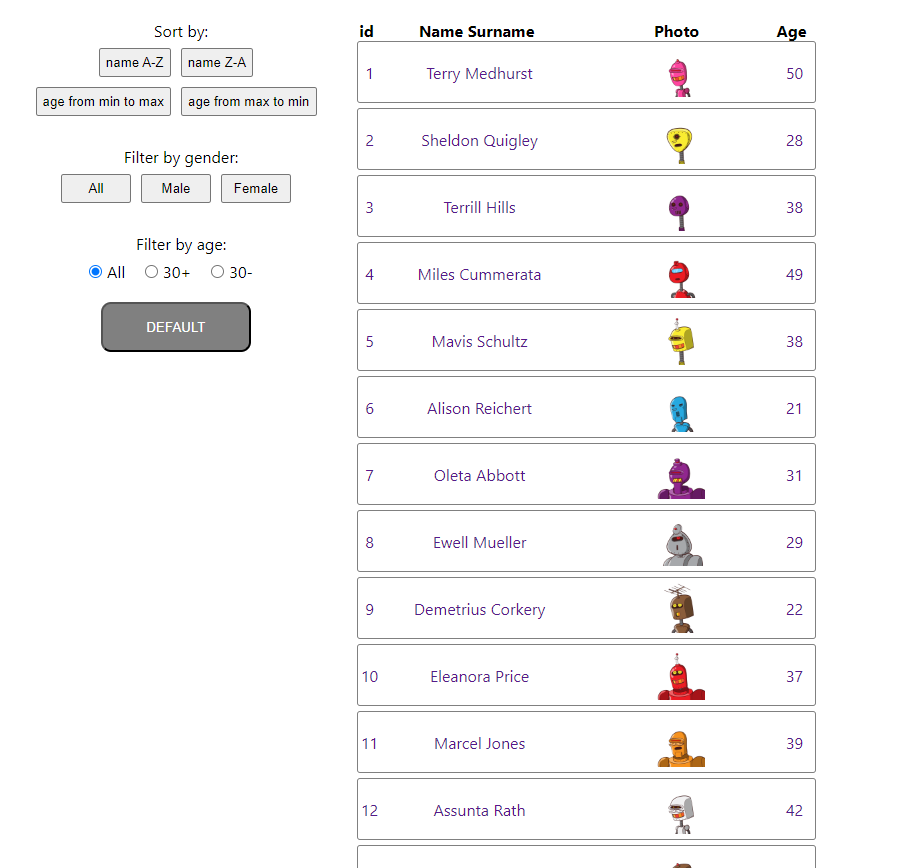 Sort by:
name A-Z name Z-A
age from min to max age from max to min
Filter by gender:
All Male Female
Filter by age:
All 30+ 30-
DEFAULT
id Name Surname Photo Age
1 Terry Medhurst 50
2 Sheldon Quigley 28
3 Terrill Hills 38
4 Miles Cummerata 49
5 Mavis Schultz 38
6 Alison Reichert 21
7 Oleta Abbott 31
8 Ewell Mueller 29
9 Demetrius Corkery 22
10 Eleanora Price 37
11 Marcel Jones 39
12 Assunta Rath 42